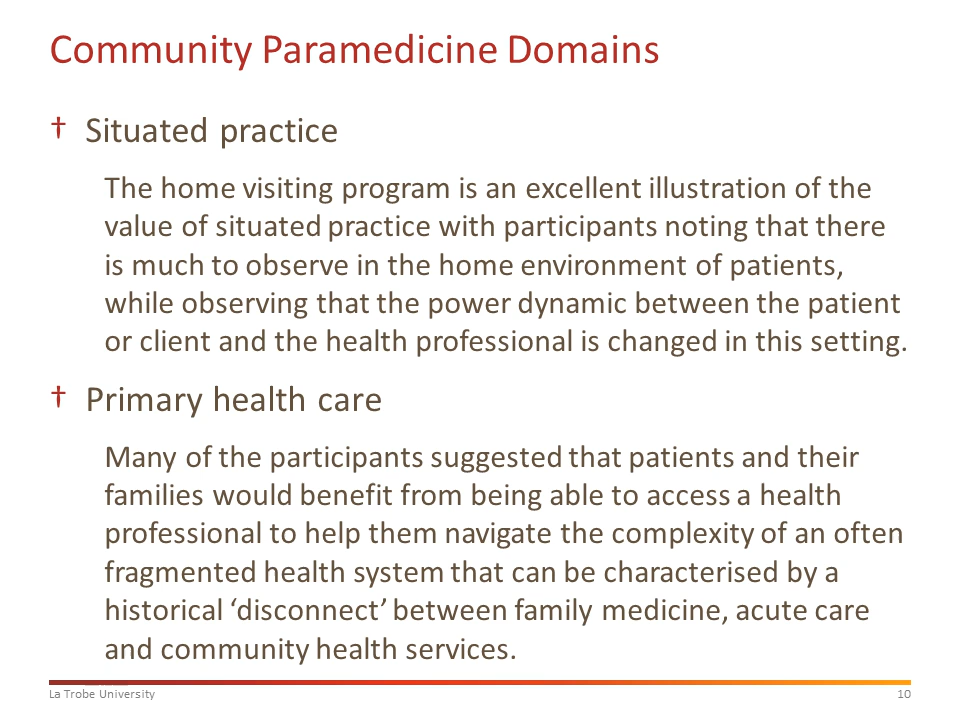 Community Paramedicine Domains
† Situated practice
The home visiting program is an excellent illustration of the
value of situated practice with participants noting that there
is much to observe in the home environment of patients,
while observing that the power dynamic between the patient
or client and the health professional is changed in this setting.
† Primary health care
Many of the participants suggested that patients and their
families would benefit from being able to access a health
professional to help them navigate the complexity of an often
fragmented health system that can be characterised by a
historical ‘disconnect’ between family medicine, acute care
and community health services.
La Trobe University 10